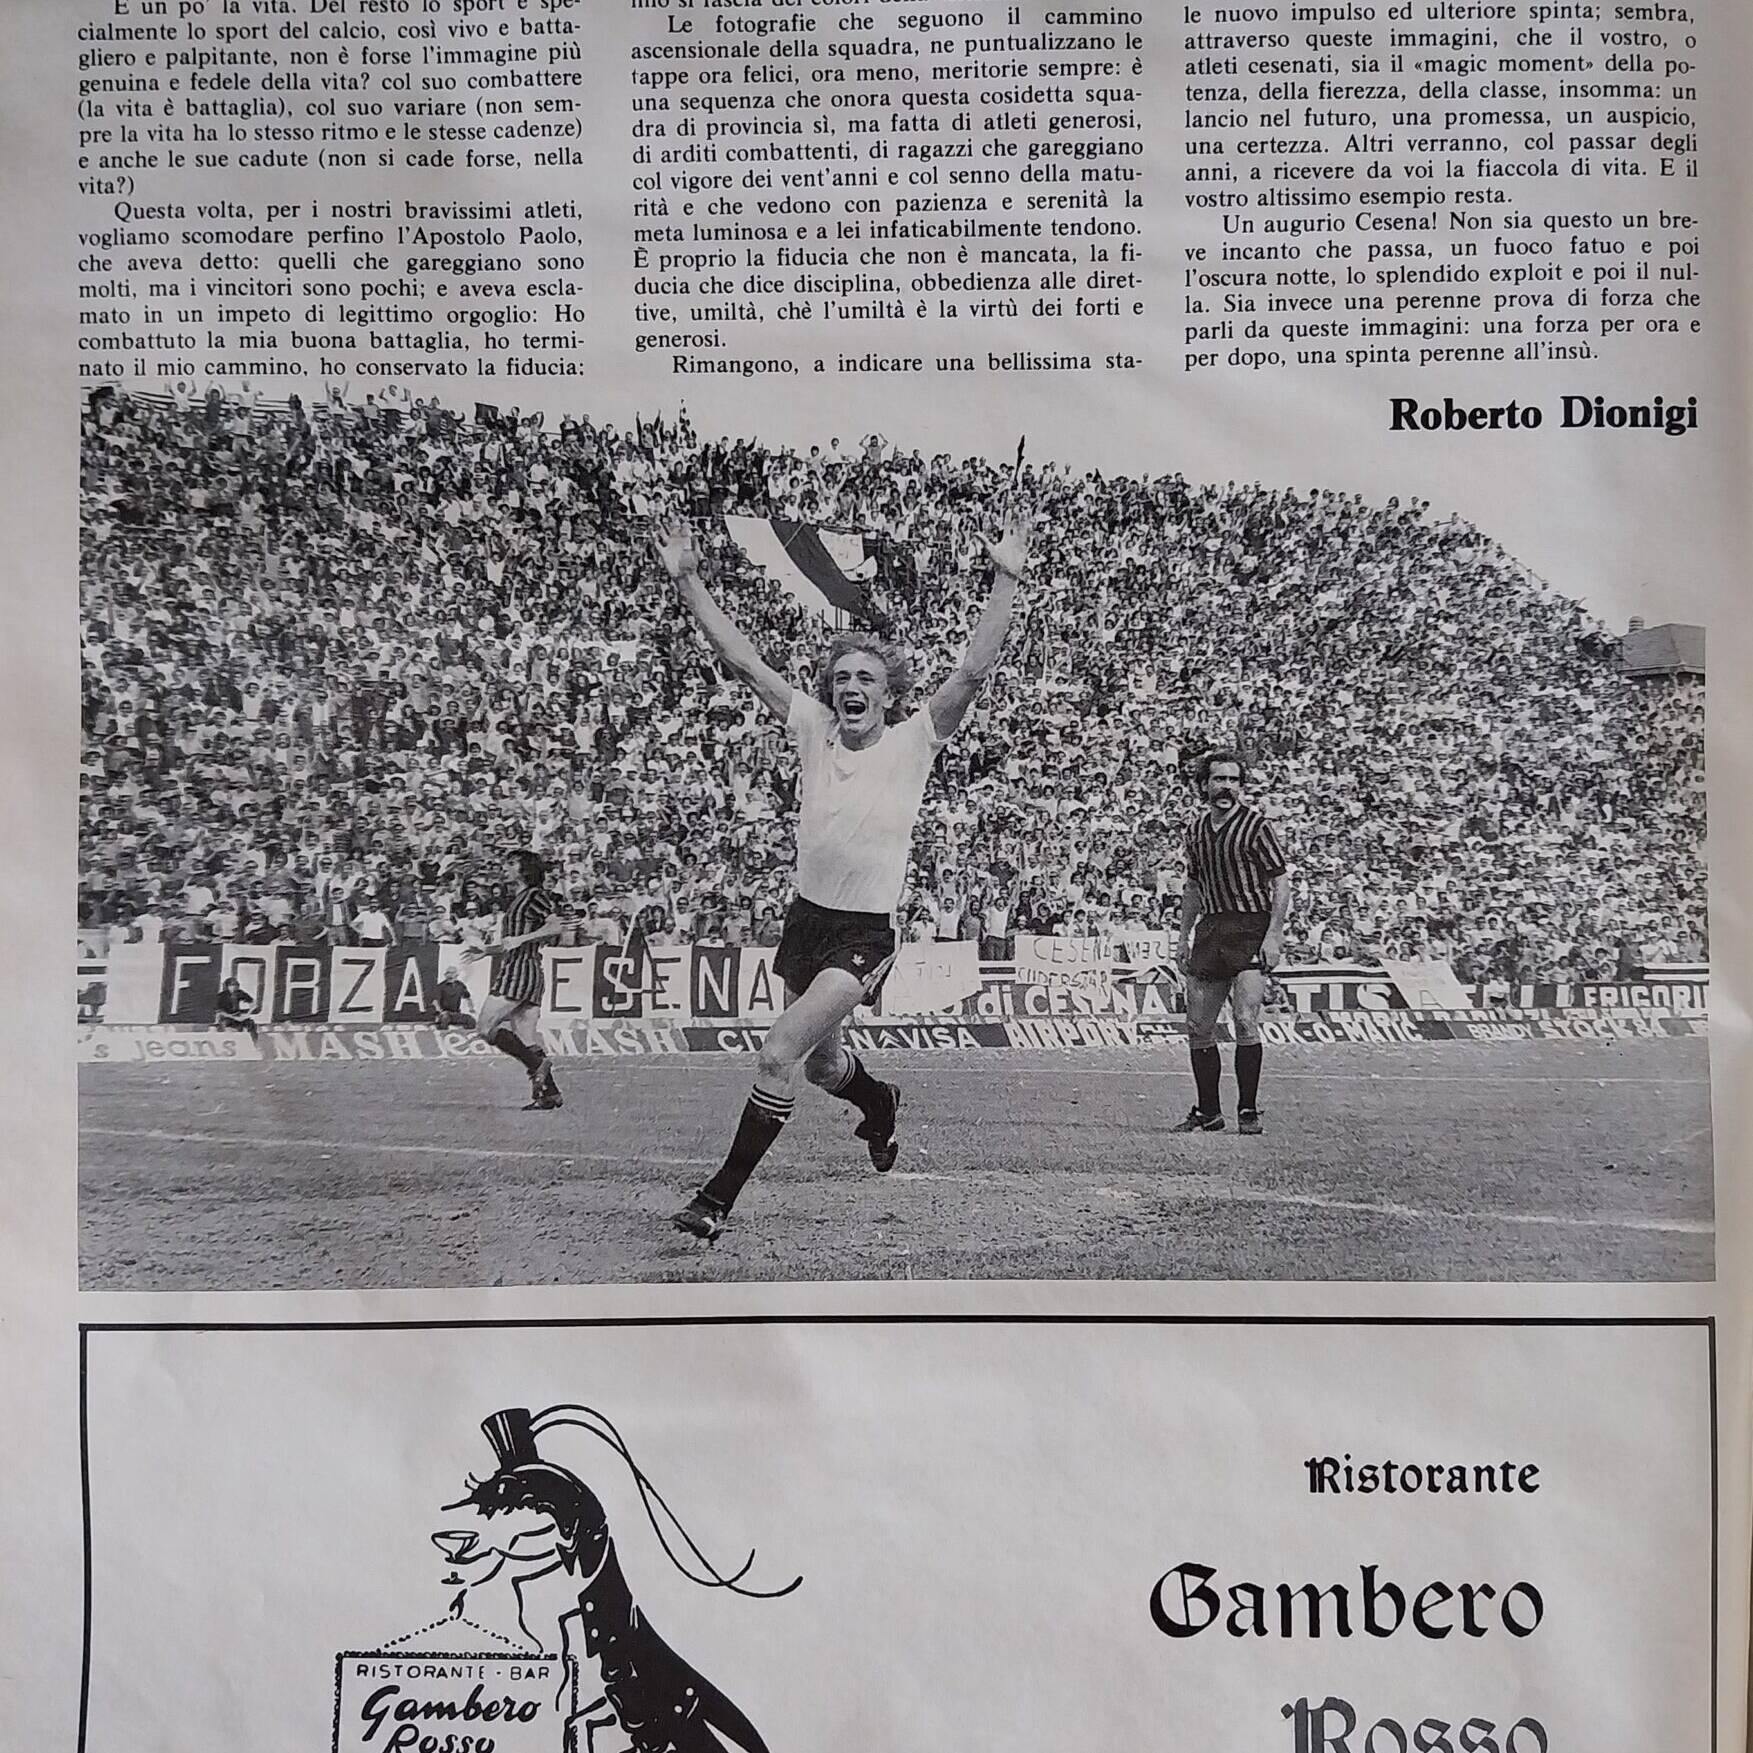 È un po' la vita. Del resto lo sport e spe-
cialmente lo sport del calcio, così vivo e batta-
gliero e palpitante, non è forse l'immagine più
genuina e fedele della vita? col suo combattere
(la vita è battaglia), col suo variare (non sem-
pre la vita ha lo stesso ritmo e le stesse cadenze)
e anche le sue cadute (non si cade forse, nella
vita?)
Questa volta, per i nostri bravissimi atleti,
vogliamo scomodare perfino l'Apostolo Paolo,
che aveva detto: quelli che gareggiano sono
molti, ma i vincitori sono pochi; e aveva escla-
mato in un impeto di legittimo orgoglio: Ho
combattuto la mia buona battaglia, ho termi-
nato il mio cammino, ho conservato la fiducia:
Le fotografie che seguono il cammino
ascensionale della squadra, ne puntualizzano le
tappe ora felici, ora meno, meritorie sempre: è
una sequenza che onora questa cosidetta squa-
dra di provincia sì, ma fatta di atleti generosi,
di arditi combattenti, di ragazzi che gareggiano
col vigore dei vent'anni e col senno della matu-
rità e che vedono con pazienza e serenità la
meta luminosa e a lei infaticabilmente tendono.
È proprio la fiducia che non è mancata, la fi-
ducia che dice disciplina, obbedienza alle diret-
tive, umiltà, chè l'umiltà è la virtù dei forti e
generosi.
Rimangono, a indicare una bellissima sta-
le nuovo impulso ed ulteriore spinta; sembra,
attraverso queste immagini, che il vostro, o
atleti cesenati, sia il «magic moment» della po-
tenza, della fierezza, della classe, insomma: un
lancio nel futuro, una promessa, un auspicio,
una certezza. Altri verranno, col passar degli
anni, a ricevere da voi la fiaccola di vita. E il
vostro altissimo esempio resta.
Un augurio Cesena! Non sia questo un bre-
ve incanto che passa, un fuoco fatuo e poi
l'oscura notte, lo splendido exploit e poi il nul-
la. Sia invece una perenne prova di forza che
parli da queste immagini: una forza per ora e
per dopo, una spinta perenne all'insù.
Roberto Dionigi
FORZA ESENA
CESENA
di CESENA
's jeans MASH jea MASH CIT ENAVISA AIRPORT OK-O-MATIC BRANDY STOCK84
FRIGORI
Ristorante
Gambero
Rosso
RISTORANTE - BAR
Gambero
Rosso